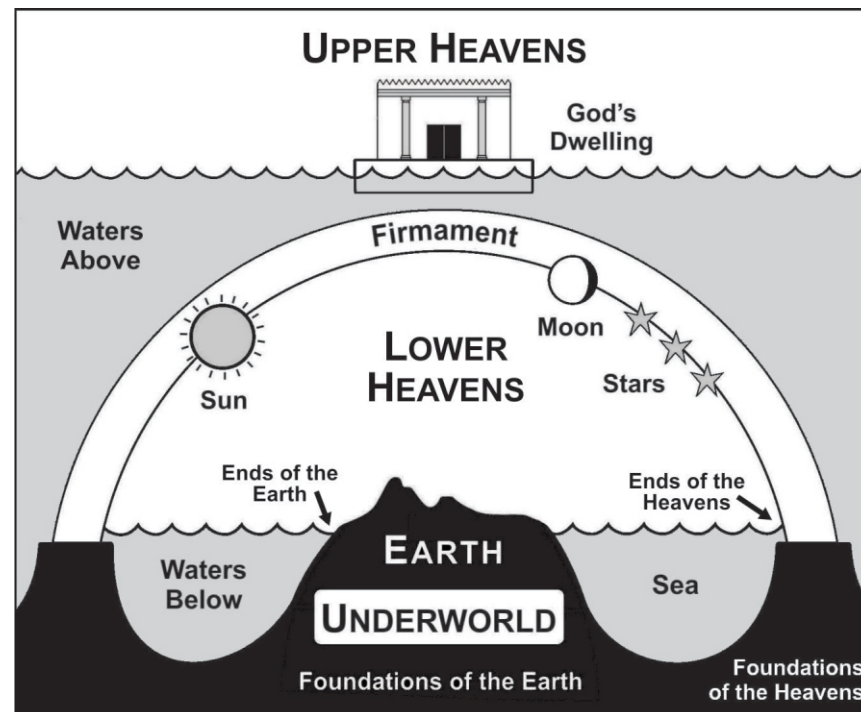 UPPER HEAVENS
God's
Dwelling
Waters
Above
Firmament
Moon
Sun
LOWER
HEAVENS
Stars
Ends of the
Earth
Ends of the
Heavens
EARTH
Waters
Below
Sea
UNDERWORLD
Foundations of the Earth
Foundations
of the Heavens